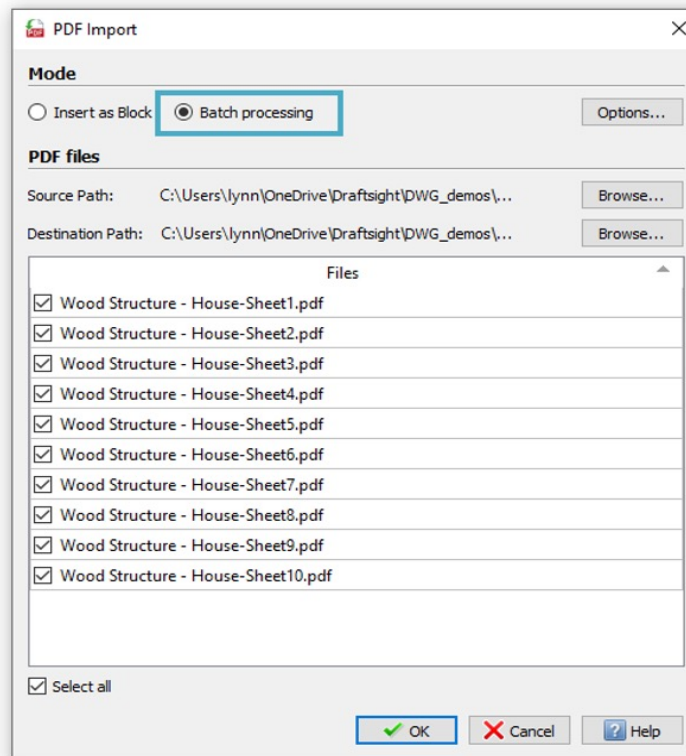 PDF Import
Mode
Insert as Block Batch processing Options...
PDF files
Source Path: C:\Users\lynn\OneDrive\Draftsight\DWG_demos\... Browse...
Destination Path: C:\Users\lynn\OneDrive\Draftsight\DWG_demos\... Browse...
Files
Wood Structure - House-Sheet1.pdf
Wood Structure - House-Sheet2.pdf
Wood Structure - House-Sheet3.pdf
Wood Structure - House-Sheet4.pdf
Wood Structure - House-Sheet5.pdf
Wood Structure - House-Sheet6.pdf
Wood Structure - House-Sheet7.pdf
Wood Structure - House-Sheet8.pdf
Wood Structure - House-Sheet9.pdf
Wood Structure - House-Sheet10.pdf
Select all
OK Cancel Help